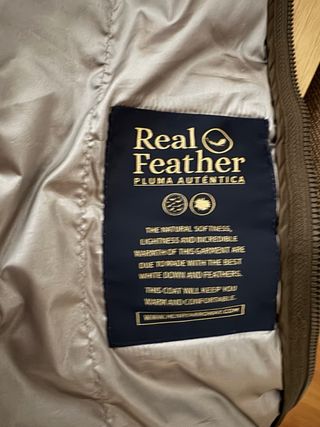 Real
Feather
PLUMA AUTÉNTICA
THE NATURAL SOFTNESS,
LIGHTNESS AND INCREDIBLE
WARMTH OF THIS GARMENT ARE
DUE TO MADE WITH THE BEST
WHITE DOWN AND FEATHERS.
THIS COAT WILL KEEP YOU
WARM AND COMFORTABLE.